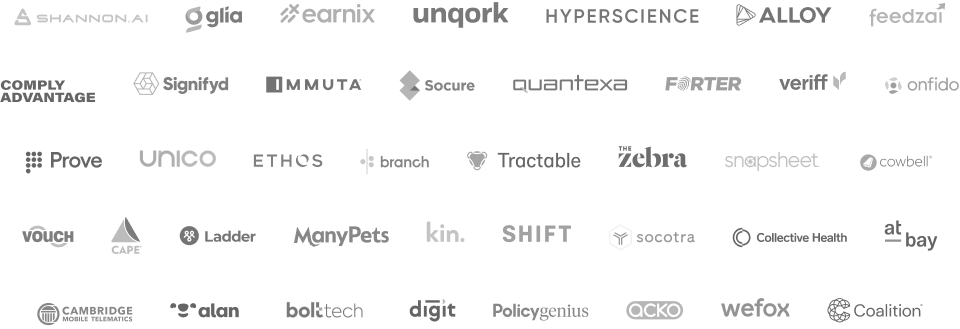 SHANNON.AI glia earnix unqork HYPERSCIENCE ALLOY feedzai
COMPLY
ADVANTAGE Signifyd IMMUTA Socure quantexa FORTER veriff onfido
Prove unico ETHOS branch Tractable THE zebra snapsheet cowbell
VOUCH CAPE Ladder ManyPets kin. SHIFT socotra Collective Health at
bay
CAMBRIDGE
MOBILE TELEMATICS alan bolttech digit Policygenius acko wefox Coalition